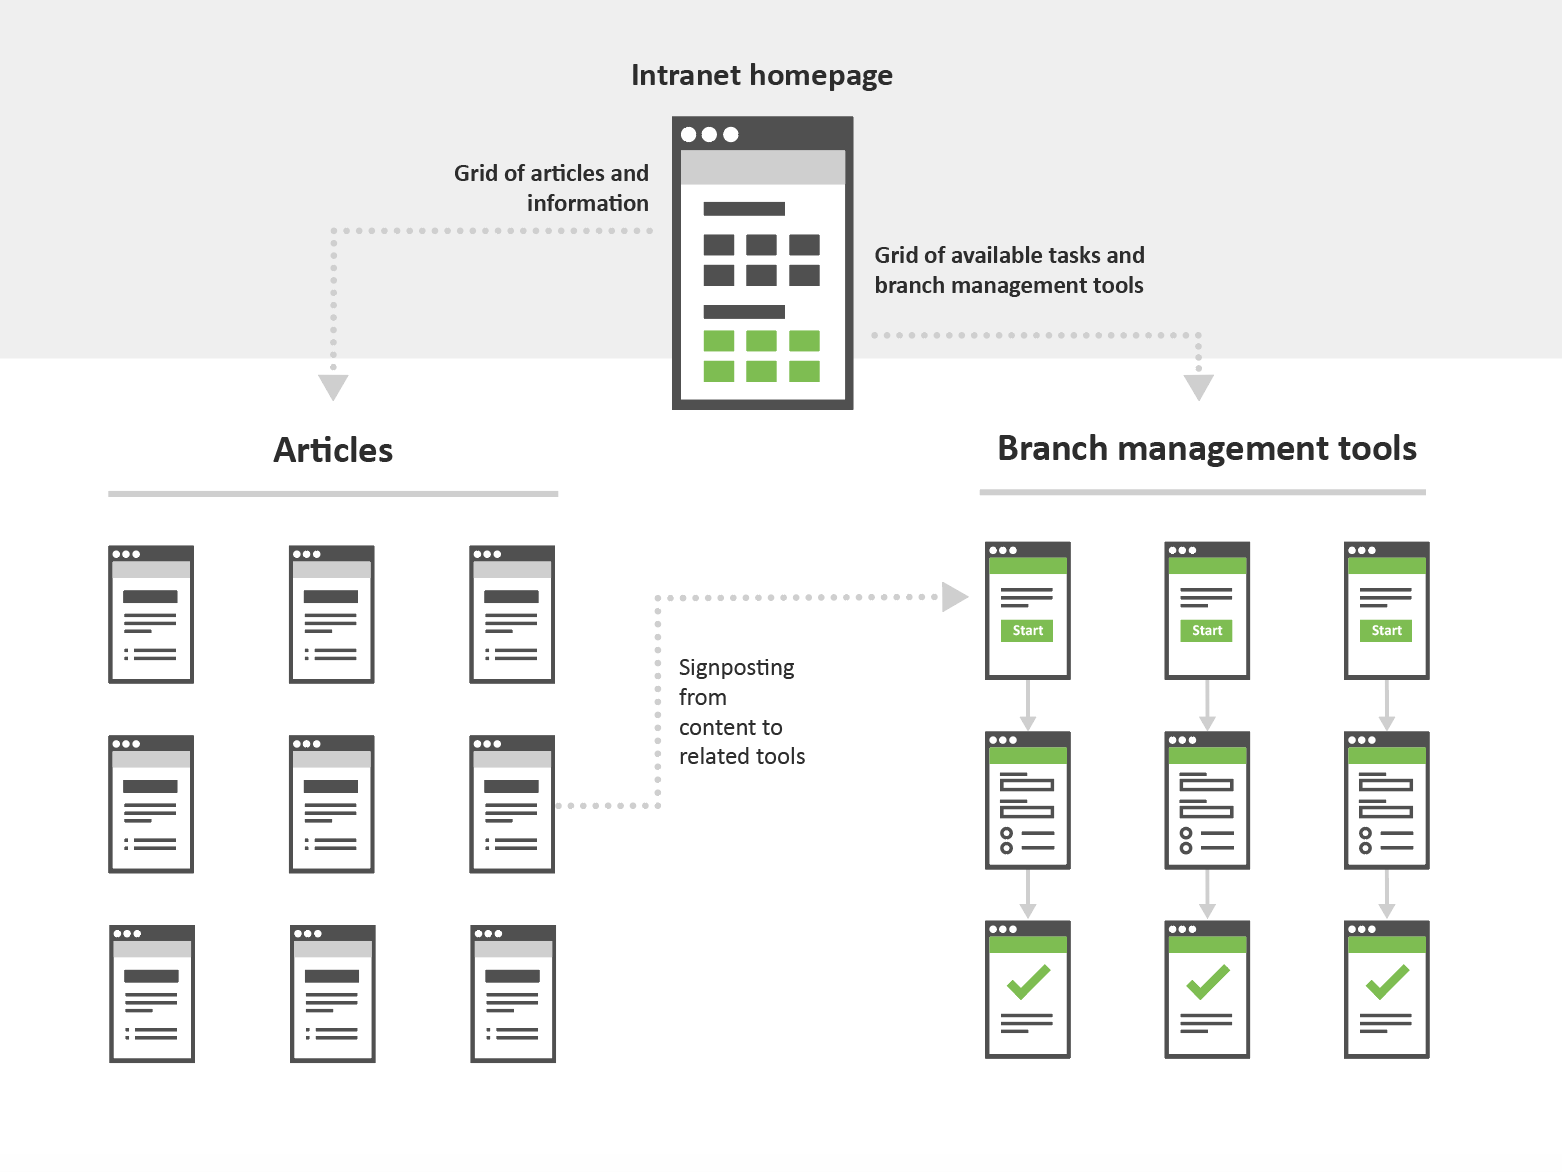 Intranet homepage
Grid of articles and
information
Grid of available tasks and
branch management tools
Articles
Branch management tools
Start
Start
Start
Signposting
from
content to
related tools